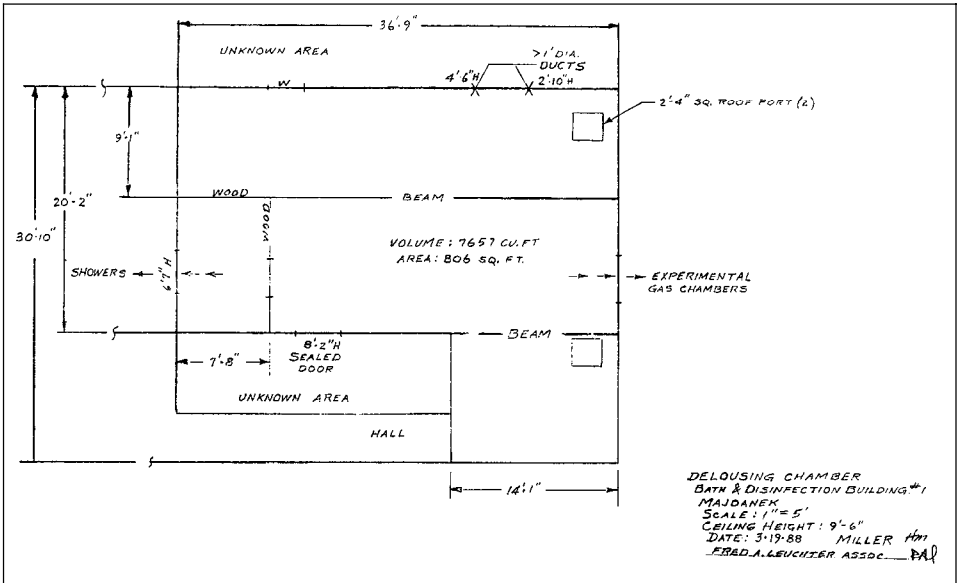 36'-9"
UNKNOWN AREA
>1' DIA.
DUCTS
4'-6"H
2'-10"H
W
2'-4" SQ. ROOF PORT (2)
9'-1"
20'-2"
30'-10"
WOOD
BEAM
DOOR
VOLUME: 7657 CU. FT
AREA: 806 SQ. FT.
SHOWERS
6'-7" H
EXPERIMENTAL
GAS CHAMBERS
BEAM
8'-2"H
SEALED
DOOR
7'-8"
UNKNOWN AREA
HALL
14'-1"
DELOUSING CHAMBER
BATH & DISINFECTION BUILDING #1
MAJDANEK
SCALE: 1" = 5'
CEILING HEIGHT: 9'-6"
DATE: 3-19-88 MILLER
FRED A. LEUCHTER ASSOC.